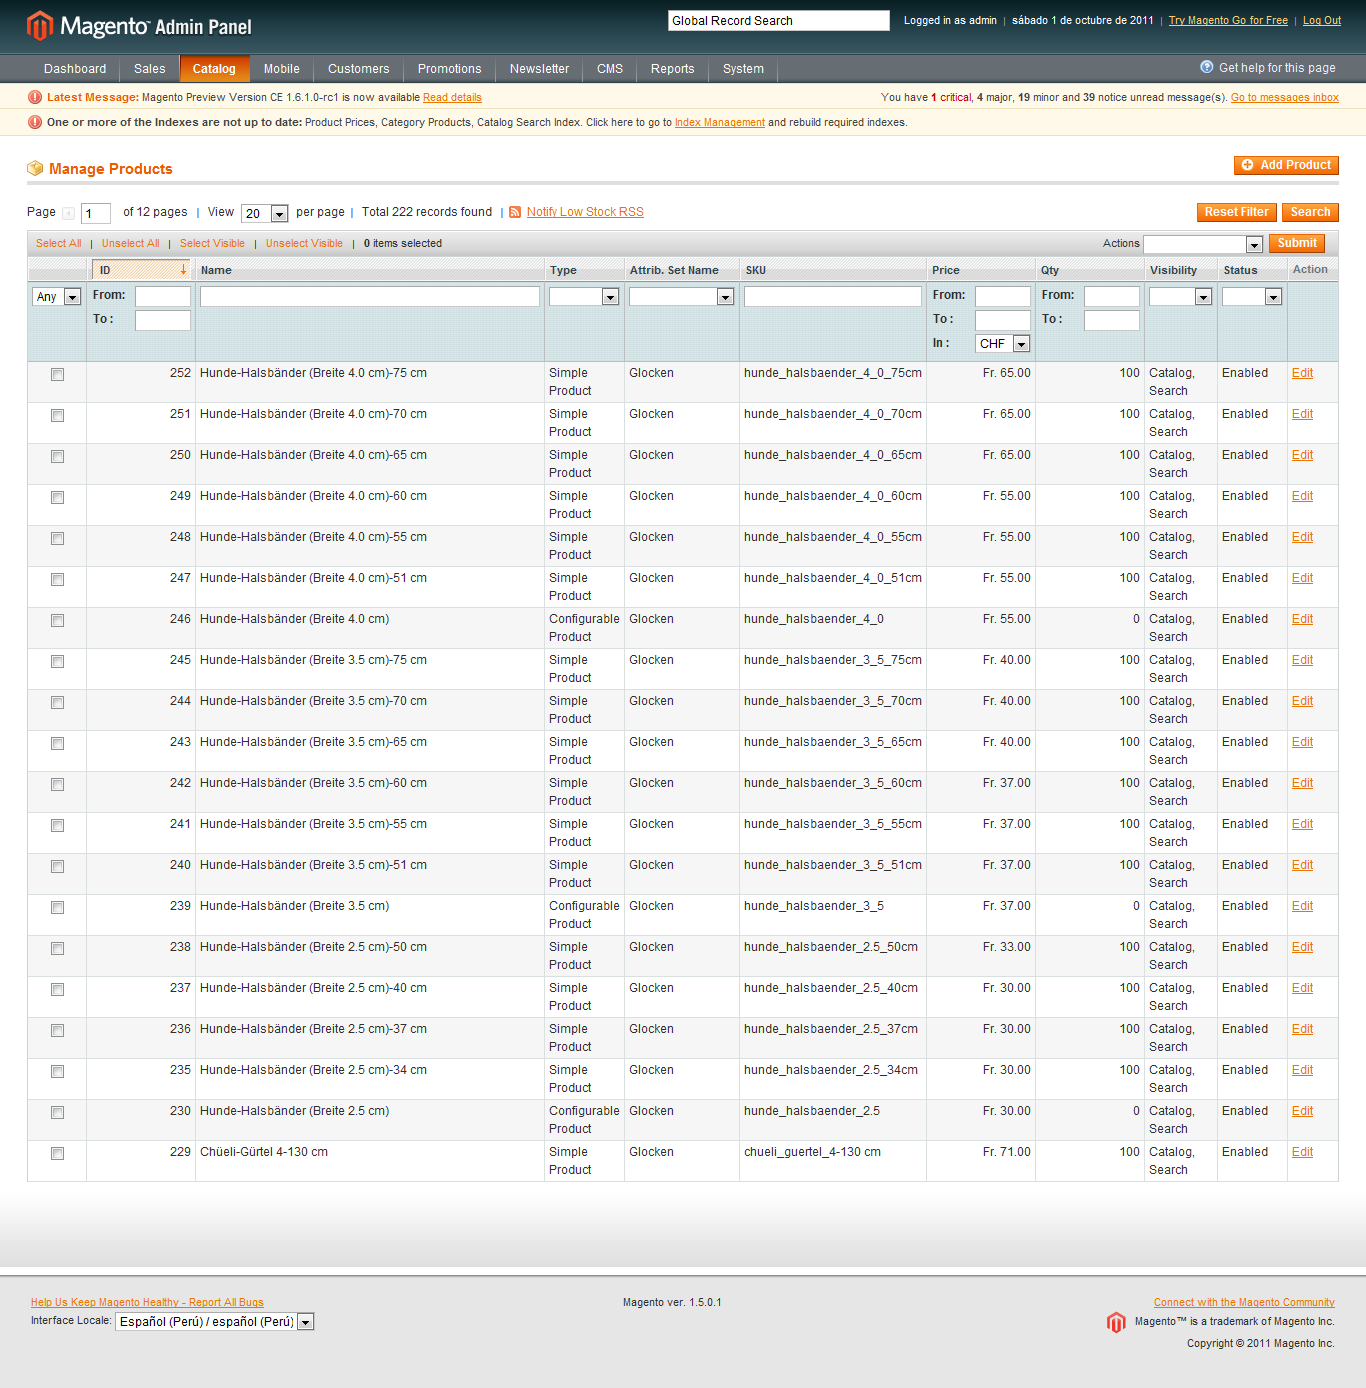 Magento™ Admin Panel
Global Record Search
Logged in as admin | sábado 1 de octubre de 2011 | Try Magento Go for Free | Log Out
Dashboard Sales Catalog Mobile Customers Promotions Newsletter CMS Reports System Get help for this page
Latest Message: Magento Preview Version CE 1.6.1.0-rc1 is now available Read details You have 1 critical, 4 major, 19 minor and 39 notice unread message(s). Go to messages inbox
One or more of the Indexes are not up to date: Product Prices, Category Products, Catalog Search Index. Click here to go to Index Management and rebuild required indexes.
Manage Products Add Product
Page 1 of 12 pages | View 20 per page | Total 222 records found | Notify Low Stock RSS Reset Filter Search
Select All | Unselect All | Select Visible | Unselect Visible | 0 items selected Actions Submit
ID Name Type Attrib. Set Name SKU Price Qty Visibility Status Action
Any From: From: From:
To : To : To :
In : CHF
252 Hunde-Halsbänder (Breite 4.0 cm)-75 cm Simple Glocken hunde_halsbaender_4_0_75cm Fr. 65.00 100 Catalog, Enabled Edit
Product Search
251 Hunde-Halsbänder (Breite 4.0 cm)-70 cm Simple Glocken hunde_halsbaender_4_0_70cm Fr. 65.00 100 Catalog, Enabled Edit
Product Search
250 Hunde-Halsbänder (Breite 4.0 cm)-65 cm Simple Glocken hunde_halsbaender_4_0_65cm Fr. 65.00 100 Catalog, Enabled Edit
Product Search
249 Hunde-Halsbänder (Breite 4.0 cm)-60 cm Simple Glocken hunde_halsbaender_4_0_60cm Fr. 55.00 100 Catalog, Enabled Edit
Product Search
248 Hunde-Halsbänder (Breite 4.0 cm)-55 cm Simple Glocken hunde_halsbaender_4_0_55cm Fr. 55.00 100 Catalog, Enabled Edit
Product Search
247 Hunde-Halsbänder (Breite 4.0 cm)-51 cm Simple Glocken hunde_halsbaender_4_0_51cm Fr. 55.00 100 Catalog, Enabled Edit
Product Search
246 Hunde-Halsbänder (Breite 4.0 cm) Configurable Glocken hunde_halsbaender_4_0 Fr. 55.00 0 Catalog, Enabled Edit
Product Search
245 Hunde-Halsbänder (Breite 3.5 cm)-75 cm Simple Glocken hunde_halsbaender_3_5_75cm Fr. 40.00 100 Catalog, Enabled Edit
Product Search
244 Hunde-Halsbänder (Breite 3.5 cm)-70 cm Simple Glocken hunde_halsbaender_3_5_70cm Fr. 40.00 100 Catalog, Enabled Edit
Product Search
243 Hunde-Halsbänder (Breite 3.5 cm)-65 cm Simple Glocken hunde_halsbaender_3_5_65cm Fr. 40.00 100 Catalog, Enabled Edit
Product Search
242 Hunde-Halsbänder (Breite 3.5 cm)-60 cm Simple Glocken hunde_halsbaender_3_5_60cm Fr. 37.00 100 Catalog, Enabled Edit
Product Search
241 Hunde-Halsbänder (Breite 3.5 cm)-55 cm Simple Glocken hunde_halsbaender_3_5_55cm Fr. 37.00 100 Catalog, Enabled Edit
Product Search
240 Hunde-Halsbänder (Breite 3.5 cm)-51 cm Simple Glocken hunde_halsbaender_3_5_51cm Fr. 37.00 100 Catalog, Enabled Edit
Product Search
239 Hunde-Halsbänder (Breite 3.5 cm) Configurable Glocken hunde_halsbaender_3_5 Fr. 37.00 0 Catalog, Enabled Edit
Product Search
238 Hunde-Halsbänder (Breite 2.5 cm)-50 cm Simple Glocken hunde_halsbaender_2.5_50cm Fr. 33.00 100 Catalog, Enabled Edit
Product Search
237 Hunde-Halsbänder (Breite 2.5 cm)-40 cm Simple Glocken hunde_halsbaender_2.5_40cm Fr. 30.00 100 Catalog, Enabled Edit
Product Search
236 Hunde-Halsbänder (Breite 2.5 cm)-37 cm Simple Glocken hunde_halsbaender_2.5_37cm Fr. 30.00 100 Catalog, Enabled Edit
Product Search
235 Hunde-Halsbänder (Breite 2.5 cm)-34 cm Simple Glocken hunde_halsbaender_2.5_34cm Fr. 30.00 100 Catalog, Enabled Edit
Product Search
230 Hunde-Halsbänder (Breite 2.5 cm) Configurable Glocken hunde_halsbaender_2.5 Fr. 30.00 0 Catalog, Enabled Edit
Product Search
229 Chüeli-Gürtel 4-130 cm Simple Glocken chueli_guertel_4-130 cm Fr. 71.00 100 Catalog, Enabled Edit
Product Search
Help Us Keep Magento Healthy - Report All Bugs Magento ver. 1.5.0.1 Connect with the Magento Community
Interface Locale: Español (Perú) / español (Perú) Magento™ is a trademark of Magento Inc.
Copyright © 2011 Magento Inc.